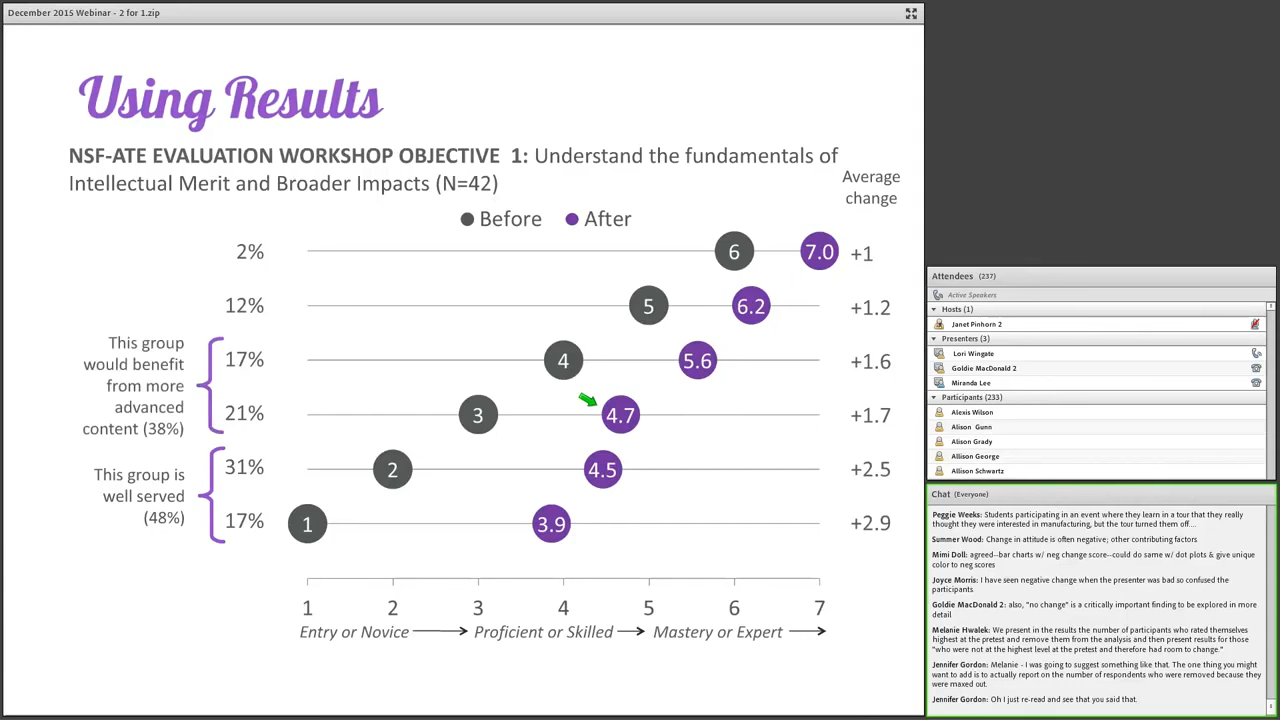 December 2015 Webinar - 2 for 1.zip
Using Results
NSF-ATE EVALUATION WORKSHOP OBJECTIVE 1: Understand the fundamentals of
Intellectual Merit and Broader Impacts (N=42)
Average
change
Before After
2% 6 7.0 +1
12% 5 6.2 +1.2
This group
would benefit
from more
advanced
content (38%)
17% 4 5.6 +1.6
21% 3 4.7 +1.7
This group is
well served
(48%)
31% 2 4.5 +2.5
17% 1 3.9 +2.9
1 2 3 4 5 6 7
Entry or Novice Proficient or Skilled Mastery or Expert
Attendees (237)
Active Speakers
Hosts (1)
Janet Pinhorn 2
Presenters (3)
Lori Wingate
Goldie MacDonald 2
Miranda Lee
Participants (233)
Alexis Wilson
Alison Gunn
Alison Grady
Allison George
Allison Schwartz
Chat (Everyone)
Peggie Weeks: Students participating in an event where they learn in a tour that they really
thought they were interested in manufacturing, but the tour turned them off....
Summer Wood: Change in attitude is often negative; other contributing factors
Mimi Doll: agreed--bar charts w/ neg change score--could do same w/ dot plots & give unique
color to neg scores
Joyce Morris: I have seen negative change when the presenter was bad so confused the
participants
Goldie MacDonald 2: also, "no change" is a critically important finding to be explored in more
detail
Melanie Hwalek: We present in the results the number of participants who rated themselves
highest at the pretest and remove them from the analysis and then present results for those
"who were not at the highest level at the pretest and therefore had room to change."
Jennifer Gordon: Melanie - I was going to suggest something like that. The one thing you might
want to add is to actually report on the number of respondents who were removed because they
were maxed out.
Jennifer Gordon: Oh I just re-read and see that you said that.